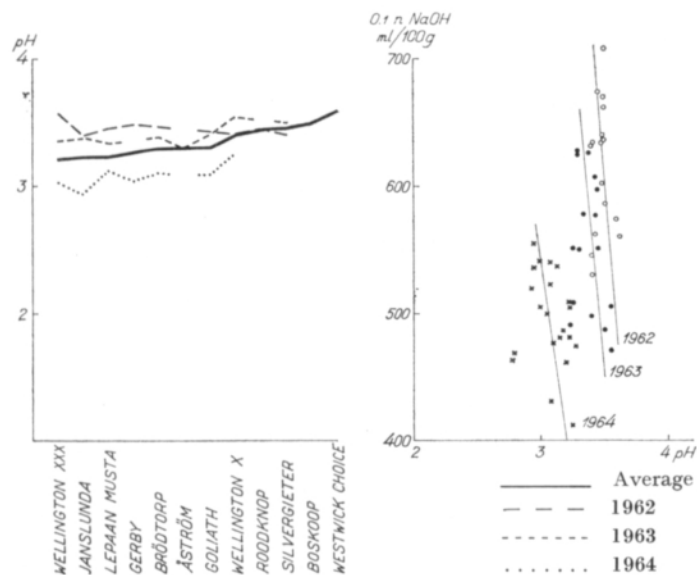 pH
4
3
2
WELLINGTON XXX
JANSLUNDA
LEPAAN MUSTA
GERBY
BRÖDTORP
ÅSTRÖM
GOLIATH
WELLINGTON X
ROODKNOP
SILVERGIETER
BOSKOOP
WESTWICK CHOICE
0.1 n NaOH
ml/100g
700
600
500
400
1962
1963
1964
2
3
4 pH
Average
1962
1963
1964